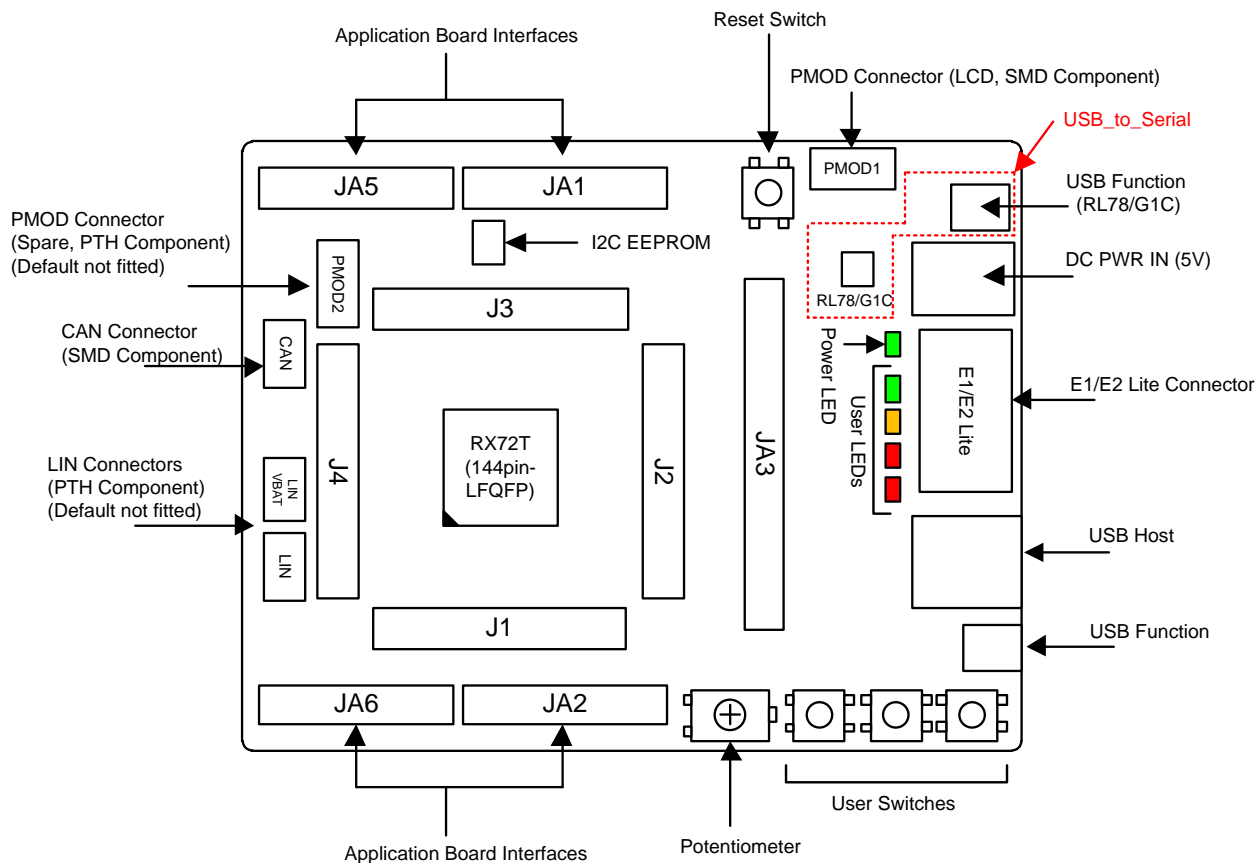 Reset Switch
Application Board Interfaces
PMOD Connector (LCD, SMD Component)
USB_to_Serial
JA5
JA1
PMOD1
USB Function
(RL78/G1C)
PMOD Connector
(Spare, PTH Component)
(Default not fitted)
I2C EEPROM
DC PWR IN (5V)
PMOD2
RL78/G1C
J3
CAN Connector
(SMD Component)
CAN
Power LED
E1/E2 Lite
E1/E2 Lite Connector
User LEDs
JA3
RX72T
(144pin-
LFQFP)
J4
J2
LIN Connectors
(PTH Component)
(Default not fitted)
LIN
VBAT
LIN
USB Host
J1
USB Function
JA6
JA2
User Switches
Potentiometer
Application Board Interfaces